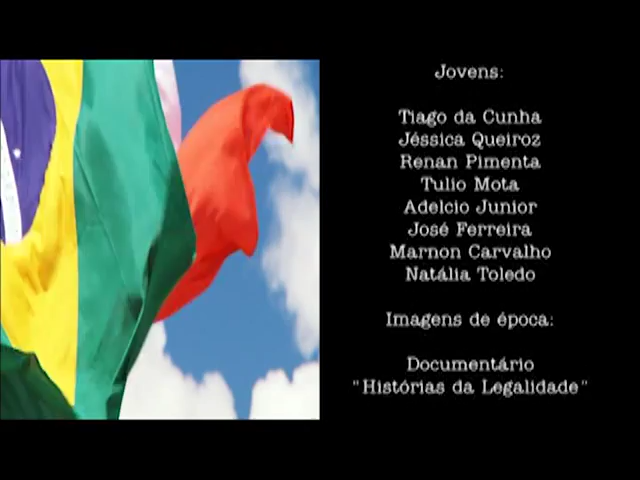 Jovens:
Tiago da Cunha
Jéssica Queiroz
Renan Pimenta
Tulio Mota
Adelcio Junior
José Ferreira
Marnon Carvalho
Natália Toledo
Imagens de época:
Documentário
"Histórias da Legalidade"